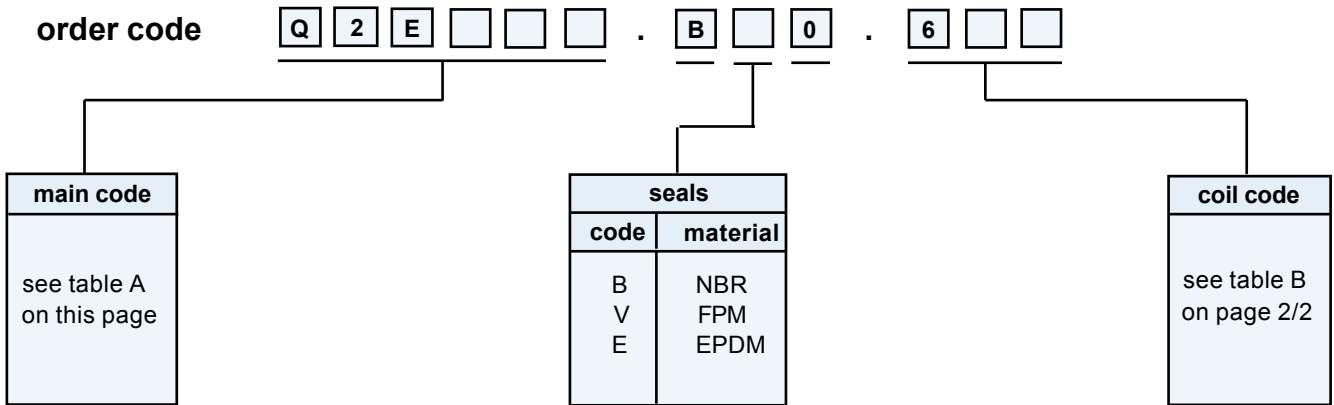 order code Q 2 E . B 0 . 6
main code
see table A
on this page
seals
code material
B NBR
V FPM
E EPDM
coil code
see table B
on page 2/2